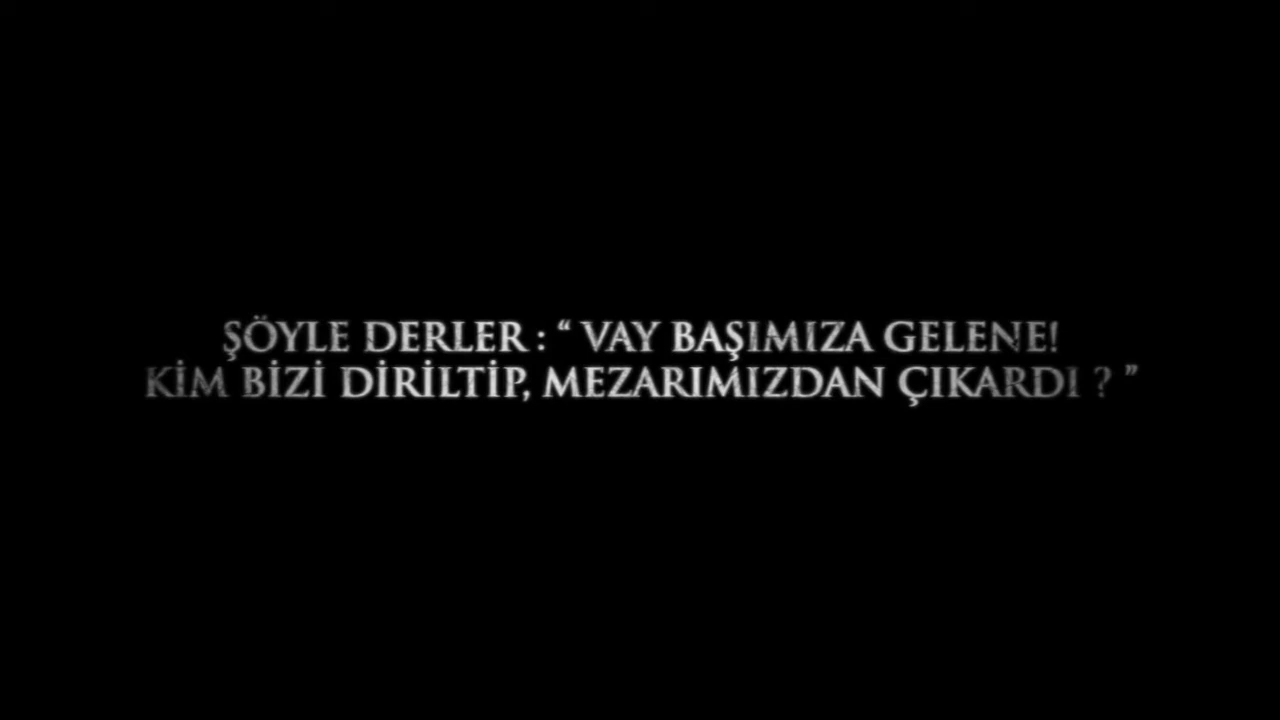 ŞÖYLE DERLER : “ VAY BAŞIMIZA GELENE!
KİM BİZİ DİRİLTİP, MEZARIMIZDAN ÇIKARDI ? ”